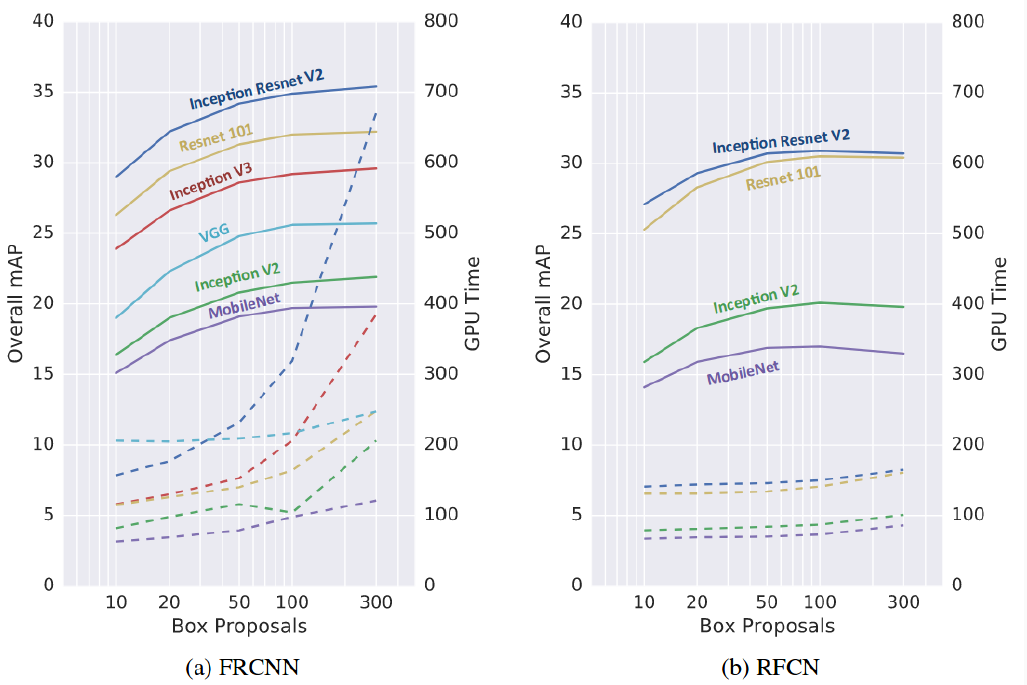 40
35
30
25
20
15
10
5
0
Overall mAP
800
700
600
500
400
300
200
100
0
GPU Time
Inception Resnet V2
Resnet 101
Inception V3
VGG
Inception V2
MobileNet
10 20 50 100 300
Box Proposals
(a) FRCNN
40
35
30
25
20
15
10
5
0
Overall mAP
800
700
600
500
400
300
200
100
0
GPU Time
Inception Resnet V2
Resnet 101
Inception V2
MobileNet
10 20 50 100 300
Box Proposals
(b) RFCN